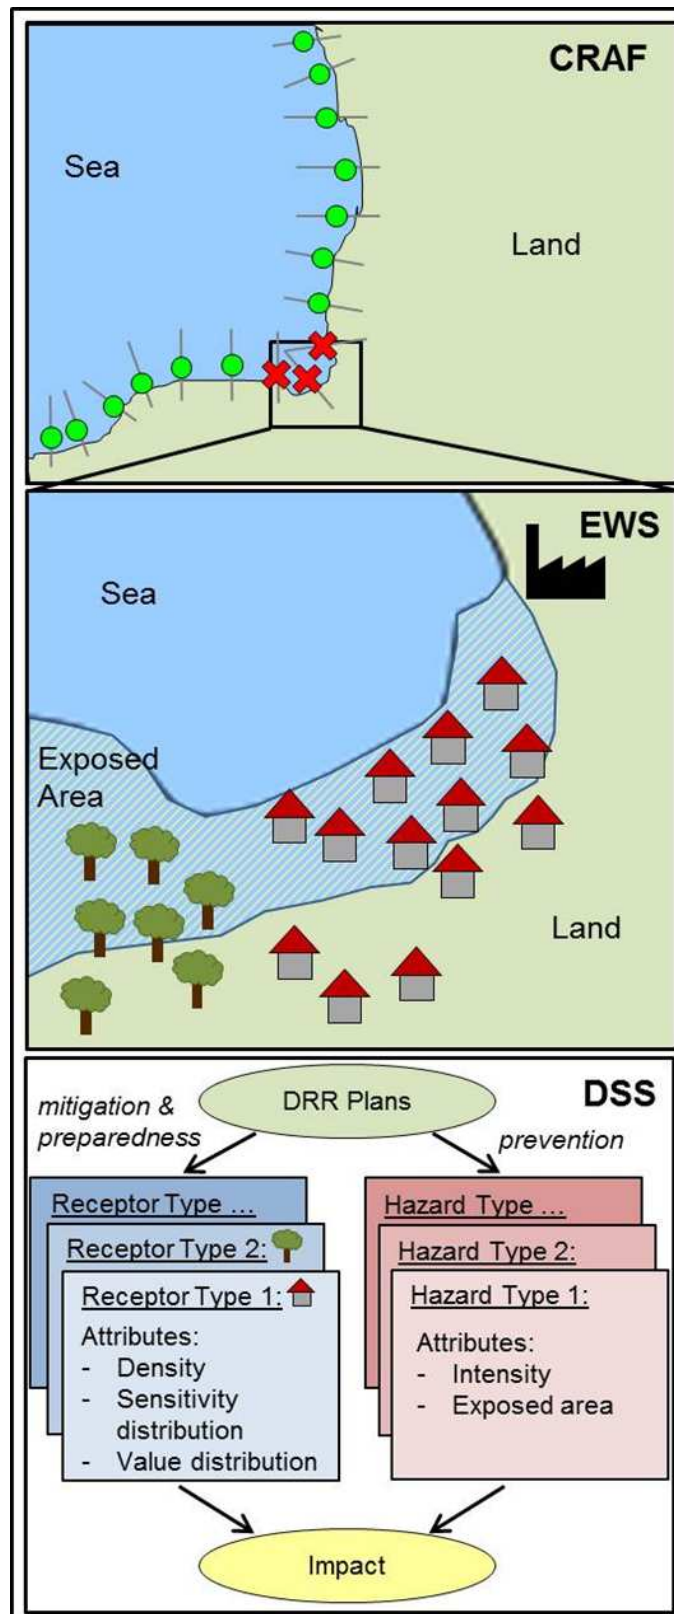 CRAF
Sea
Land
EWS
Sea
Exposed
Area
Land
DSS
DRR Plans
mitigation &
preparedness
prevention
Receptor Type ...
Receptor Type 2:
Receptor Type 1:
Attributes:
- Density
- Sensitivity
distribution
- Value distribution
Hazard Type ...
Hazard Type 2:
Hazard Type 1:
Attributes:
- Intensity
- Exposed area
Impact